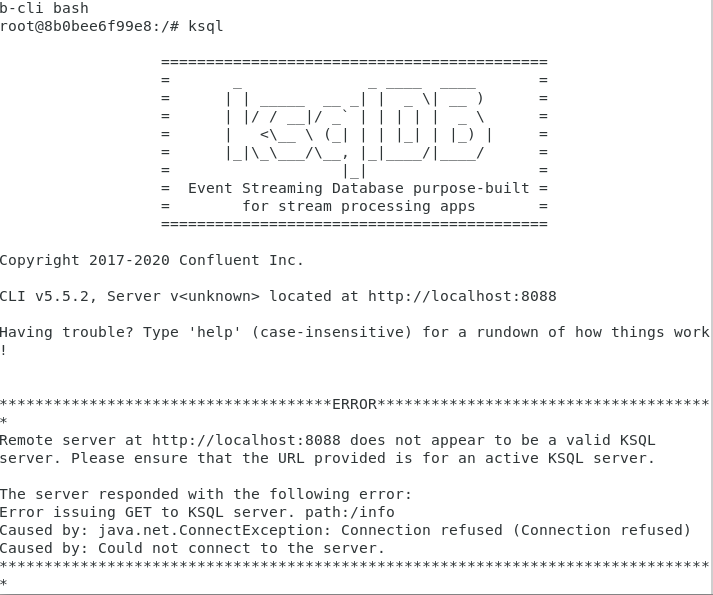 b-cli bash
root@8b0bee6f99e8:/# ksql
===========================================
=       _              _ ____  ____       =
=      | | _____  __ _| |  _ \| __ )      =
=      | |/ / __|/ _` | | | | |  _ \      =
=      |   <\__ \ (_| | | |_| | |_) |     =
=      |_|\_\___/\__, |_|____/|____/      =
=                   |_|                   =
=  Event Streaming Database purpose-built =
=        for stream processing apps       =
===========================================
Copyright 2017-2020 Confluent Inc.
CLI v5.5.2, Server v<unknown> located at http://localhost:8088
Having trouble? Type 'help' (case-insensitive) for a rundown of how things work
!
*************************************ERROR*************************************
*
Remote server at http://localhost:8088 does not appear to be a valid KSQL
server. Please ensure that the URL provided is for an active KSQL server.
The server responded with the following error:
Error issuing GET to KSQL server. path:/info
Caused by: java.net.ConnectException: Connection refused (Connection refused)
Caused by: Could not connect to the server.
*******************************************************************************
*